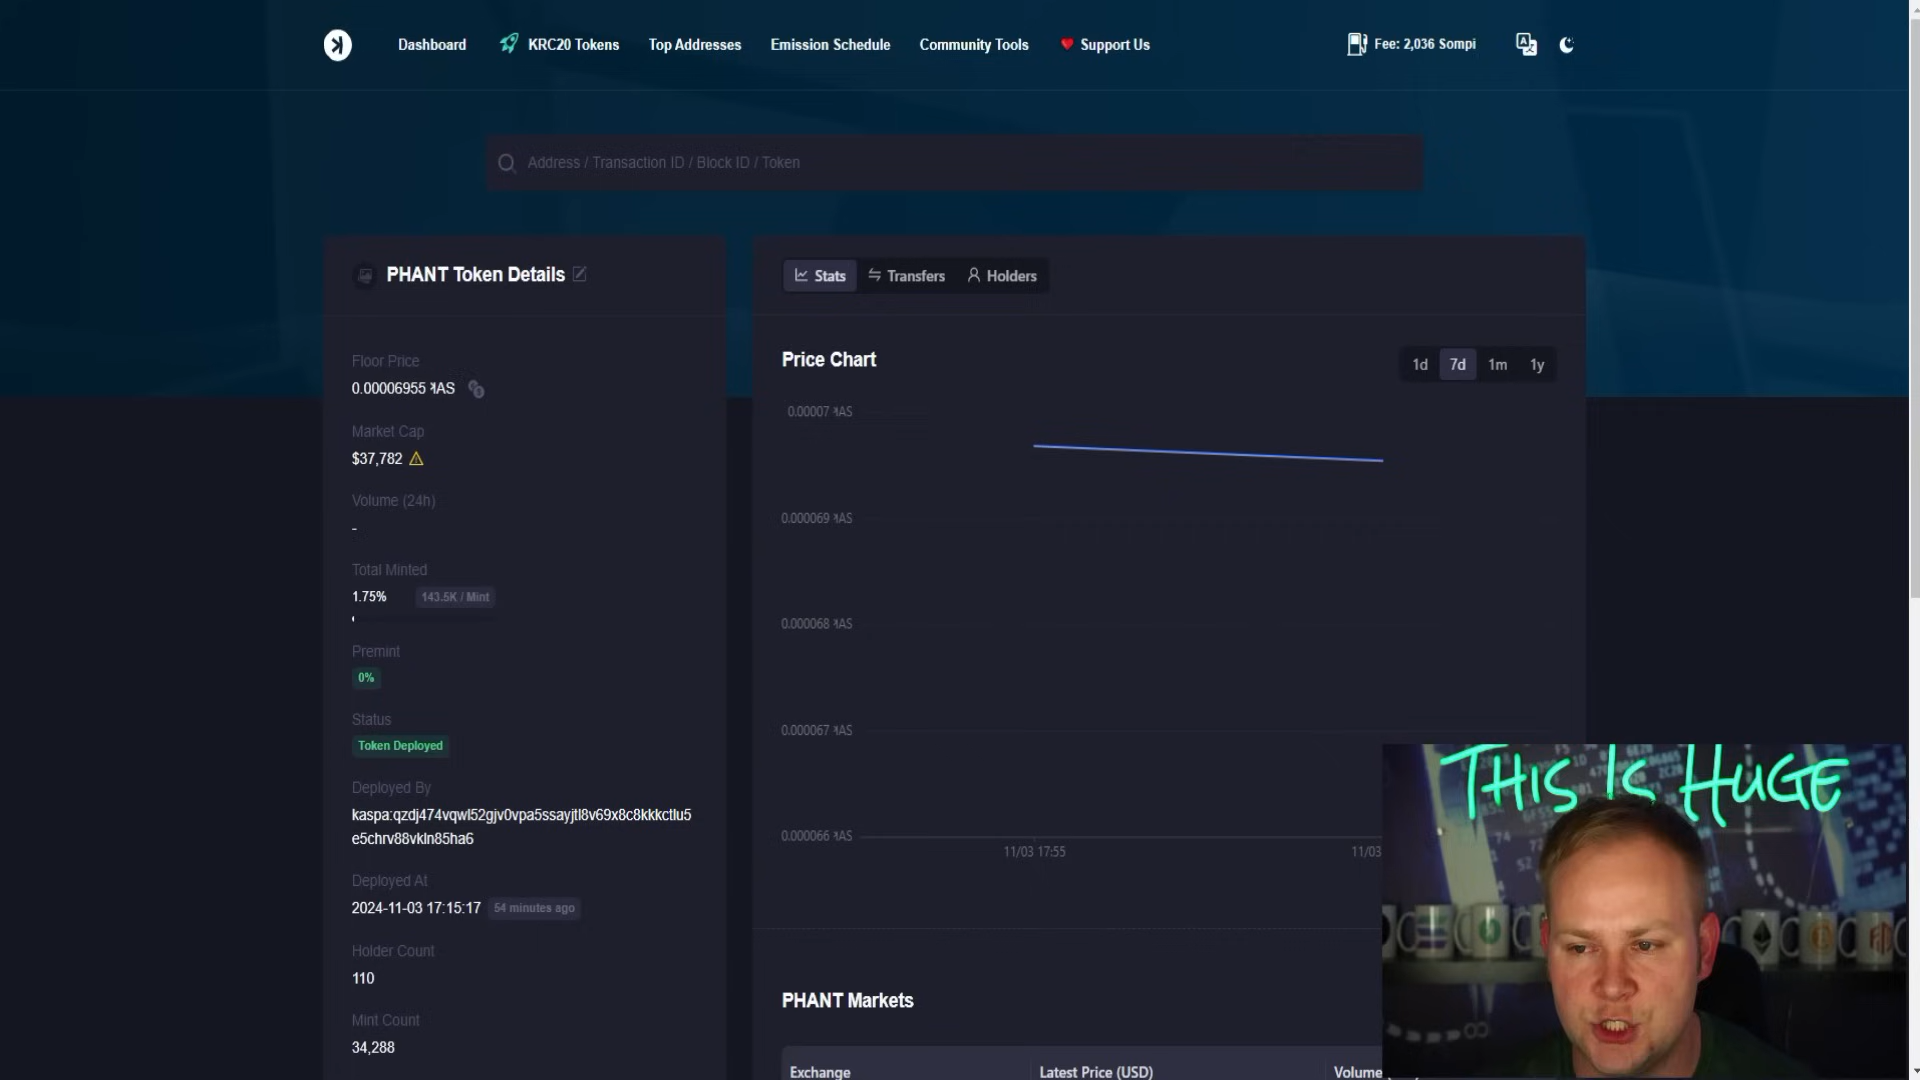 Dashboard
KRC20 Tokens
Top Addresses
Emission Schedule
Community Tools
Support Us
Fee: 2,036 Sompi
Address / Transaction ID / Block ID / Token
PHANT Token Details
Floor Price
0.00006955 KAS
Market Cap
$37,782
Volume (24h)
-
Total Minted
1.75%
143.5K / Mint
Premint
0%
Status
Token Deployed
Deployed By
kaspa:qzdj474vqwl52gjv0vpa5ssayjtl8v69x8c8kkkctlu5
e5chrv88vkln85ha6
Deployed At
2024-11-03 17:15:17
54 minutes ago
Holder Count
110
Mint Count
34,288
Stats
Transfers
Holders
Price Chart
1d
7d
1m
1y
0.00007 KAS
0.000069 KAS
0.000068 KAS
0.000067 KAS
0.000066 KAS
11/03 17:55
11/03
PHANT Markets
Exchange
Latest Price (USD)
Volume
THIS IS HUGE